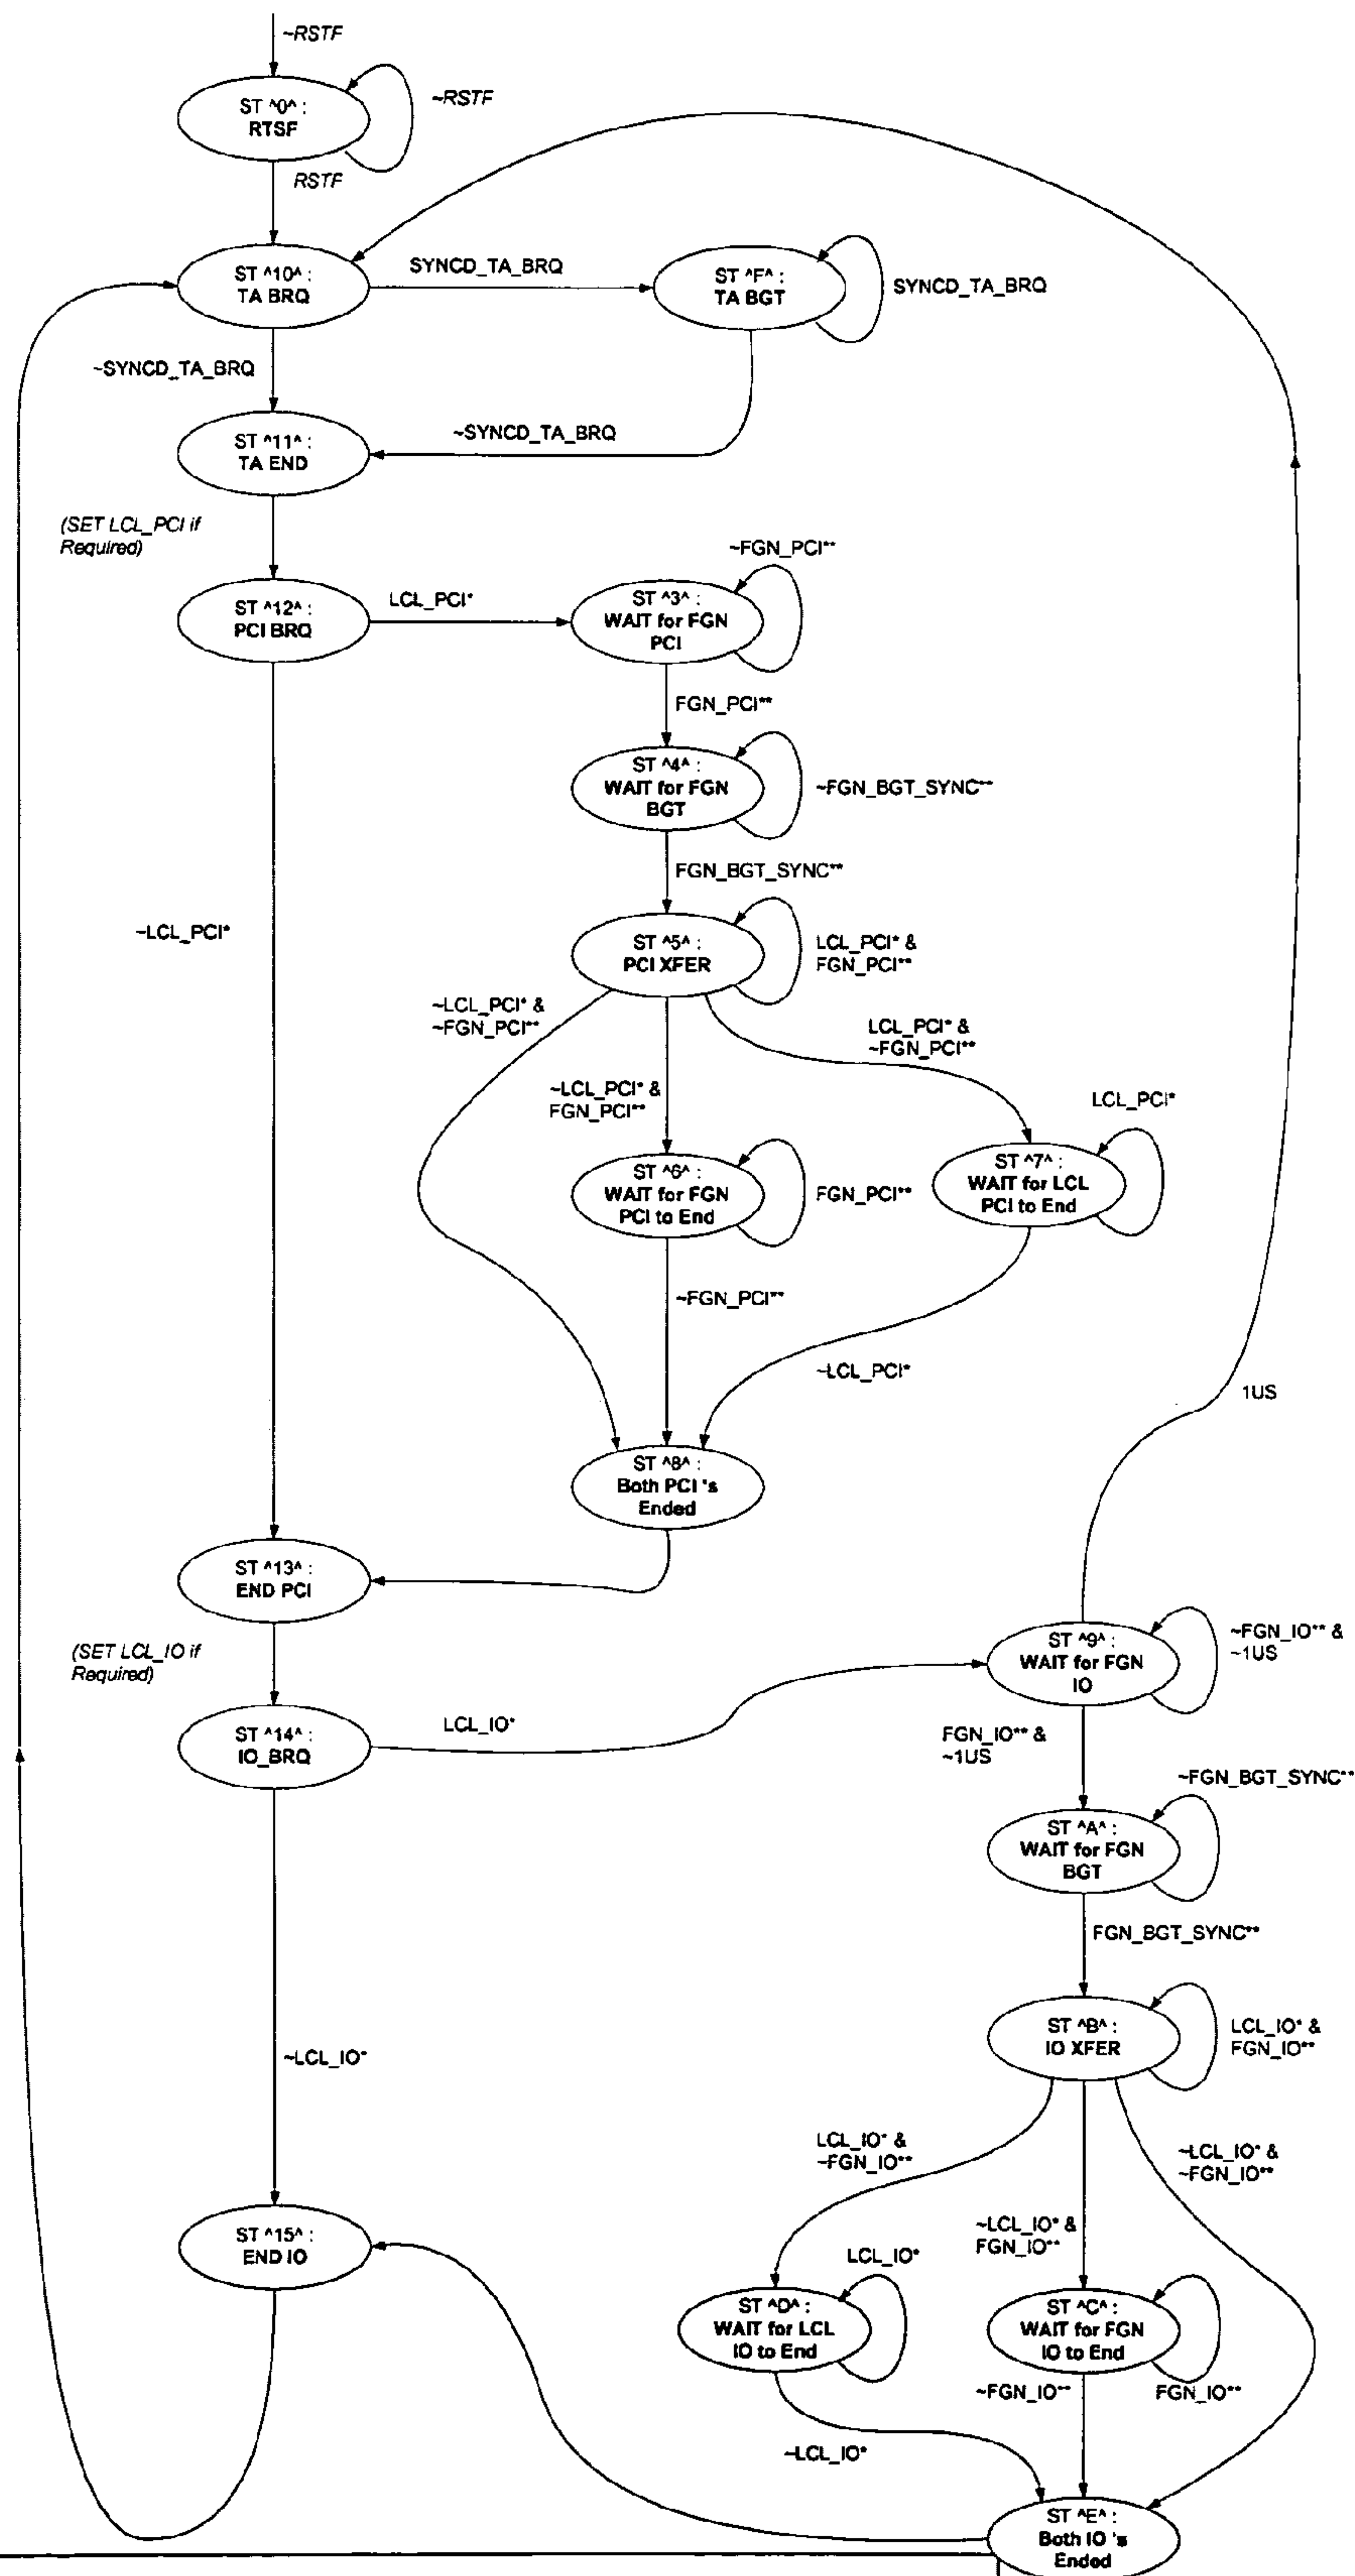 ~RSTF
ST ^0^ :
RTSF
~RSTF
RSTF
ST ^10^ :
TA BRQ
SYNCD_TA_BRQ
ST ^F^ :
TA BGT
SYNCD_TA_BRQ
~SYNCD_TA_BRQ
ST ^11^ :
TA END
~SYNCD_TA_BRQ
(SET LCL_PCI if
Required)
ST ^12^ :
PCI BRQ
LCL_PCI*
~FGN_PCI**
ST ^3^ :
WAIT for FGN
PCI
FGN_PCI**
ST ^4^ :
WAIT for FGN
BGT
~FGN_BGT_SYNC**
FGN_BGT_SYNC**
~LCL_PCI*
ST ^5^ :
PCI XFER
LCL_PCI* &
FGN_PCI**
~LCL_PCI* &
~FGN_PCI**
LCL_PCI* &
~FGN_PCI**
~LCL_PCI* &
FGN_PCI**
LCL_PCI*
ST ^6^ :
WAIT for FGN
PCI to End
FGN_PCI**
ST ^7^ :
WAIT for LCL
PCI to End
~FGN_PCI**
~LCL_PCI*
1US
ST ^8^ :
Both PCI 's
Ended
ST ^13^ :
END PCI
(SET LCL_IO if
Required)
ST ^9^ :
WAIT for FGN
IO
~FGN_IO** &
~1US
ST ^14^ :
IO_BRQ
LCL_IO*
FGN_IO** &
~1US
~FGN_BGT_SYNC**
ST ^A^ :
WAIT for FGN
BGT
FGN_BGT_SYNC**
~LCL_IO*
ST ^B^ :
IO XFER
LCL_IO* &
FGN_IO**
LCL_IO* &
~FGN_IO**
~LCL_IO* &
~FGN_IO**
~LCL_IO* &
FGN_IO**
ST ^15^ :
END IO
LCL_IO*
ST ^D^ :
WAIT for LCL
IO to End
ST ^C^ :
WAIT for FGN
IO to End
~FGN_IO**
FGN_IO**
~LCL_IO*
ST ^E^ :
Both IO 's
Ended